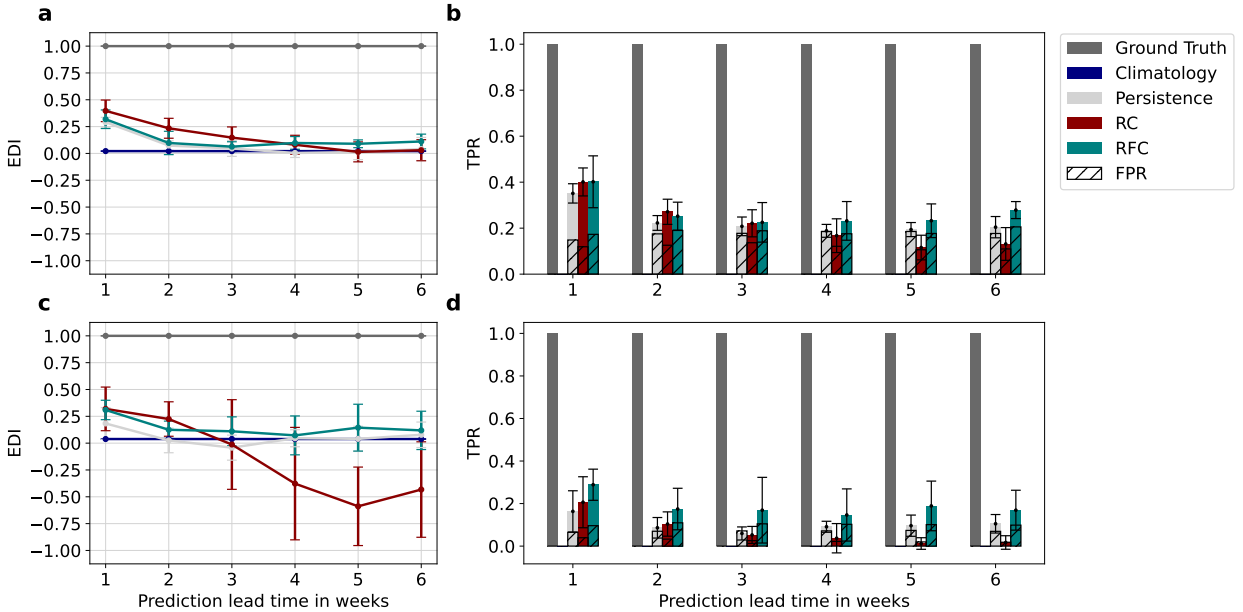 a
EDI
1.00
0.75
0.50
0.25
0.00
−0.25
−0.50
−0.75
−1.00
1 2 3 4 5 6
b
TPR
1.0
0.8
0.6
0.4
0.2
0.0
1 2 3 4 5 6
Ground Truth
Climatology
Persistence
RC
RFC
FPR
c
EDI
1.00
0.75
0.50
0.25
0.00
−0.25
−0.50
−0.75
−1.00
1 2 3 4 5 6
Prediction lead time in weeks
d
TPR
1.0
0.8
0.6
0.4
0.2
0.0
1 2 3 4 5 6
Prediction lead time in weeks